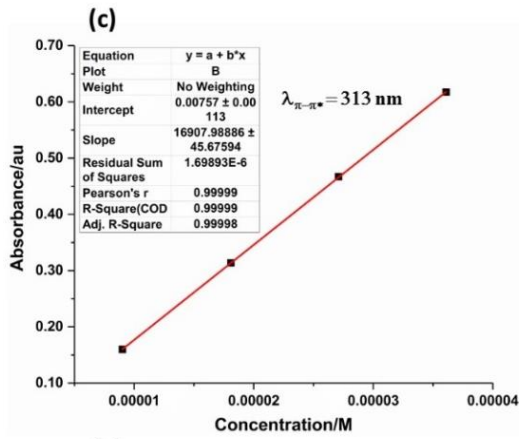 (c)
0.70
0.60
0.50
0.40
0.30
0.20
0.10
Absorbance/au
Equation y = a + b*x
Plot B
Weight No Weighting
Intercept 0.00757 ± 0.00
113
Slope 16907.98886 ±
45.67594
Residual Sum
of Squares 1.69893E-6
Pearson's r 0.99999
R-Square(COD 0.99999
Adj. R-Square 0.99998
λπ–π* = 313 nm
0.00001 0.00002 0.00003 0.00004
Concentration/M